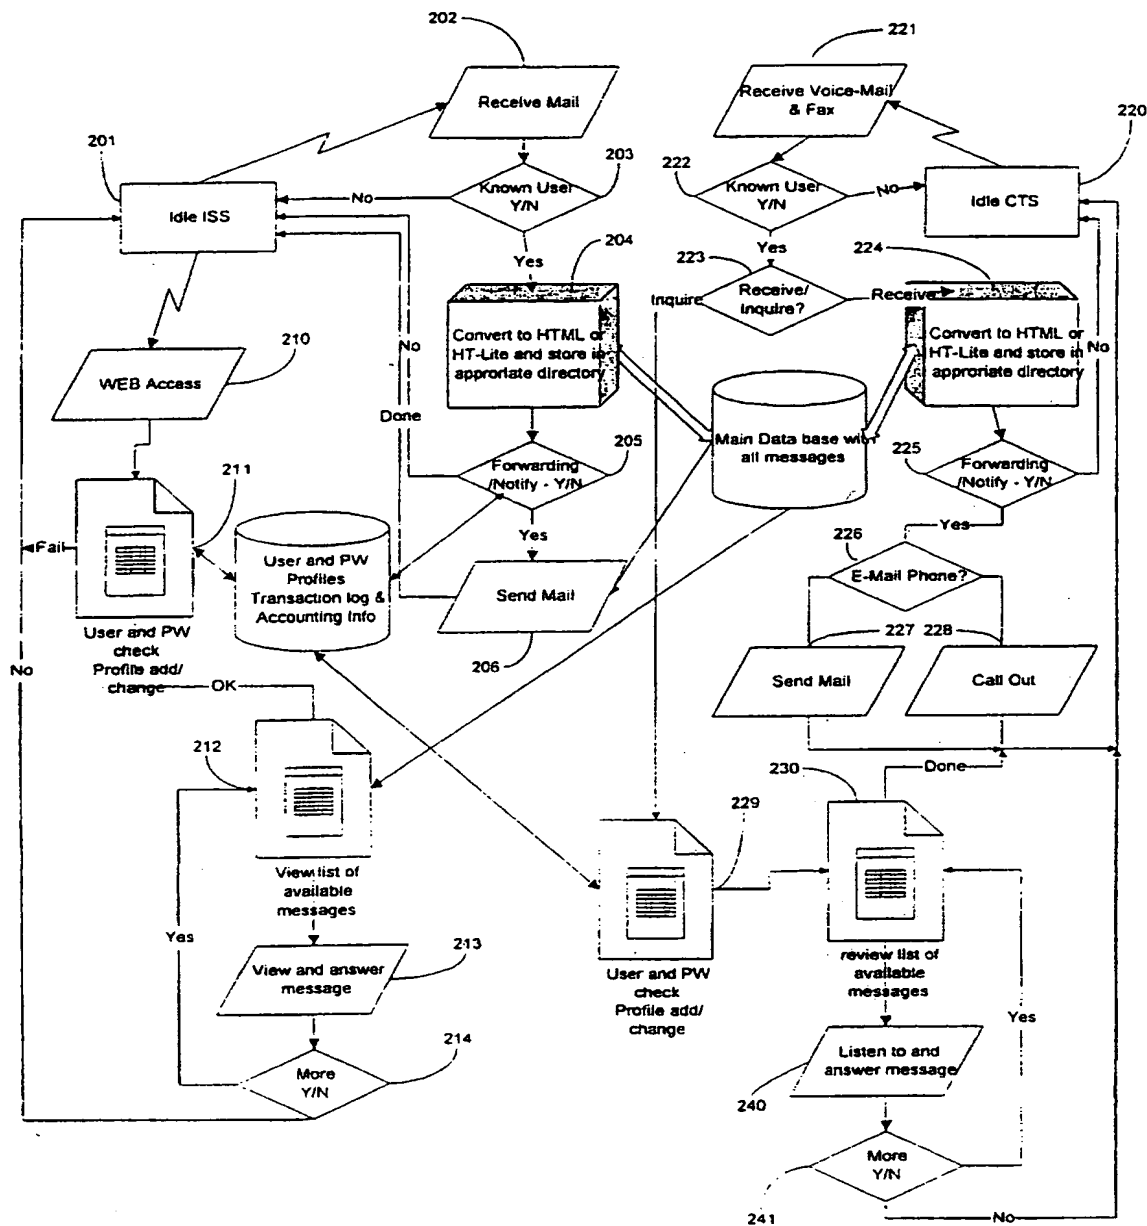 202
Receive Mail
201
Idle ISS
203
Known User
Y/N
No
Yes
204
Convert to HTML or
HT-Lite and store in
approriate directory
No
Done
205
Forwarding
/Notify - Y/N
Yes
Send Mail
206
210
WEB Access
211
Fail
User and PW
check
Profile add/
change
User and PW
Profiles
Transaction log &
Accounting Info
No
OK
212
View list of
available
messages
Yes
213
View and answer
message
214
More
Y/N
221
Receive Voice-Mail
& Fax
220
Idle CTS
222
Known User
Y/N
No
Yes
223
Receive/
Inquire?
Inquire
Receive
224
Convert to HTML or
HT-Lite and store in
approriate directory
No
Main Data base with
all messages
225
Forwarding
/Notify - Y/N
Yes
226
E-Mail Phone?
227 228
Send Mail
Call Out
230
Done
229
User and PW
check
Profile add/
change
review list of
available
messages
Yes
Listen to and
answer message
240
More
Y/N
241
No